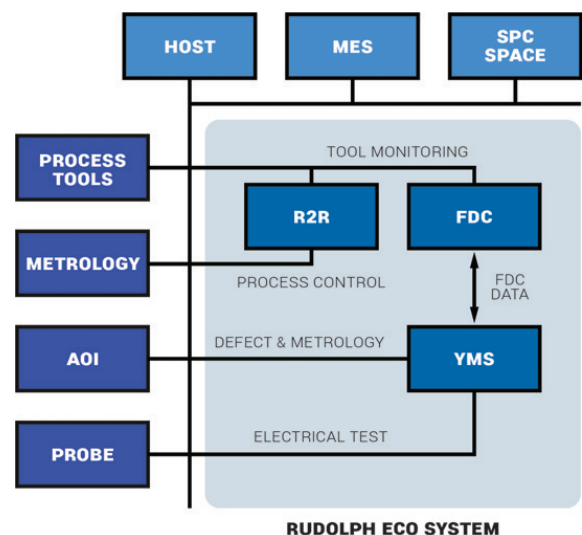 HOST
MES
SPC
SPACE
PROCESS
TOOLS
TOOL MONITORING
R2R
FDC
METROLOGY
PROCESS CONTROL
FDC
DATA
AOI
DEFECT & METROLOGY
YMS
PROBE
ELECTRICAL TEST
RUDOLPH ECO SYSTEM